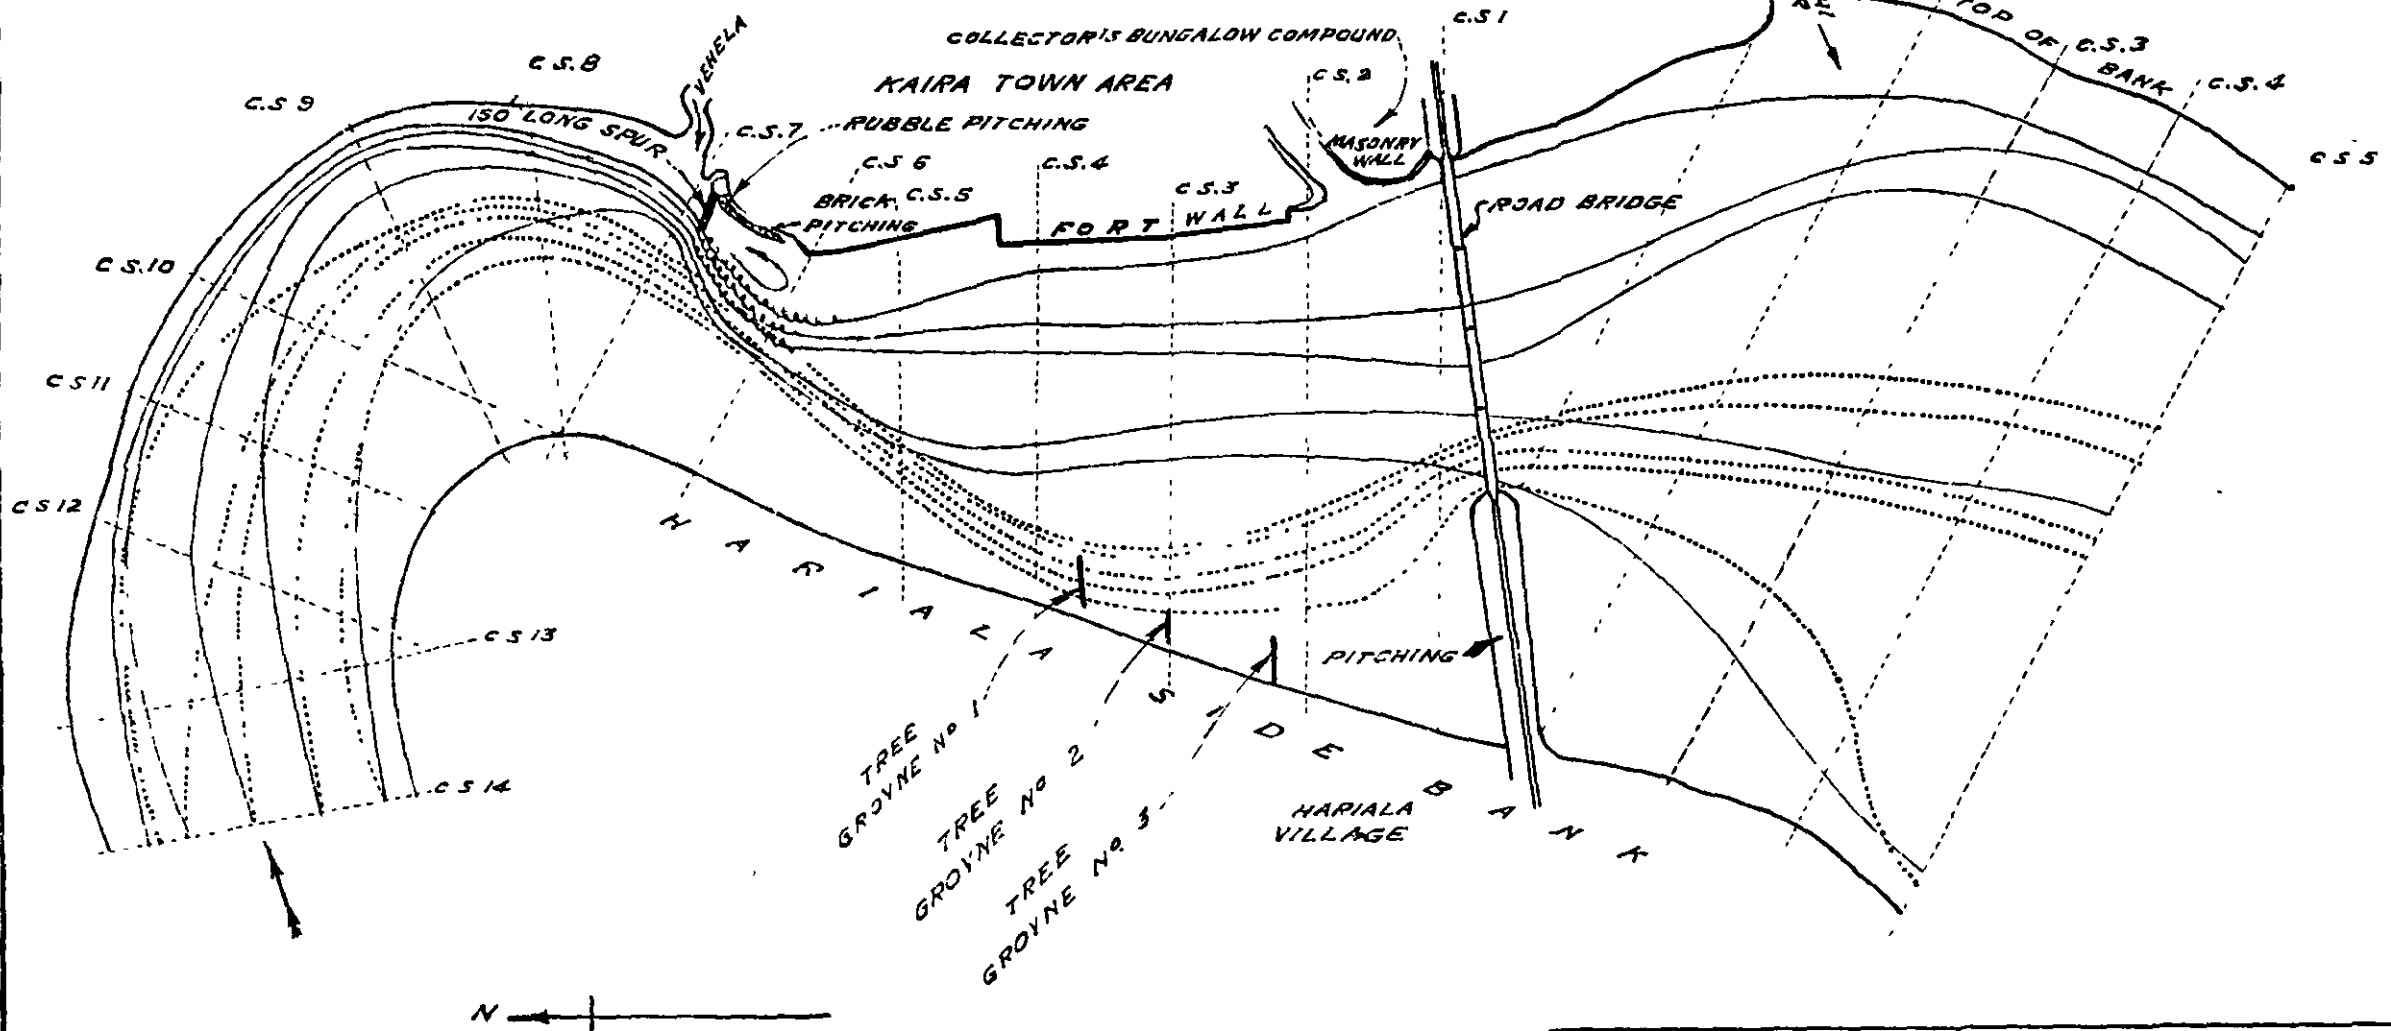 C.S 1
COLLECTOR'S BUNGALOW COMPOUND
TOP OF BANK
C.S.3
C.S.4
C S 5
VEHELA
C S.8
KAIRA TOWN AREA
C S.2
C.S 9
150' LONG SPUR
C.S.7
RUBBLE PITCHING
MASONRY
WALL
C.S 6
C.S.4
BRICK
PITCHING
C.S.5
C S.3
FORT WALL
ROAD BRIDGE
C S.10
C S 11
C S 12
C S 13
C S 14
HARIALA SIDE BANK
PITCHING
TREE
GROYNE Nº 1
TREE
GROYNE Nº 2
TREE
GROYNE Nº. 3
HARIALA
VILLAGE
N